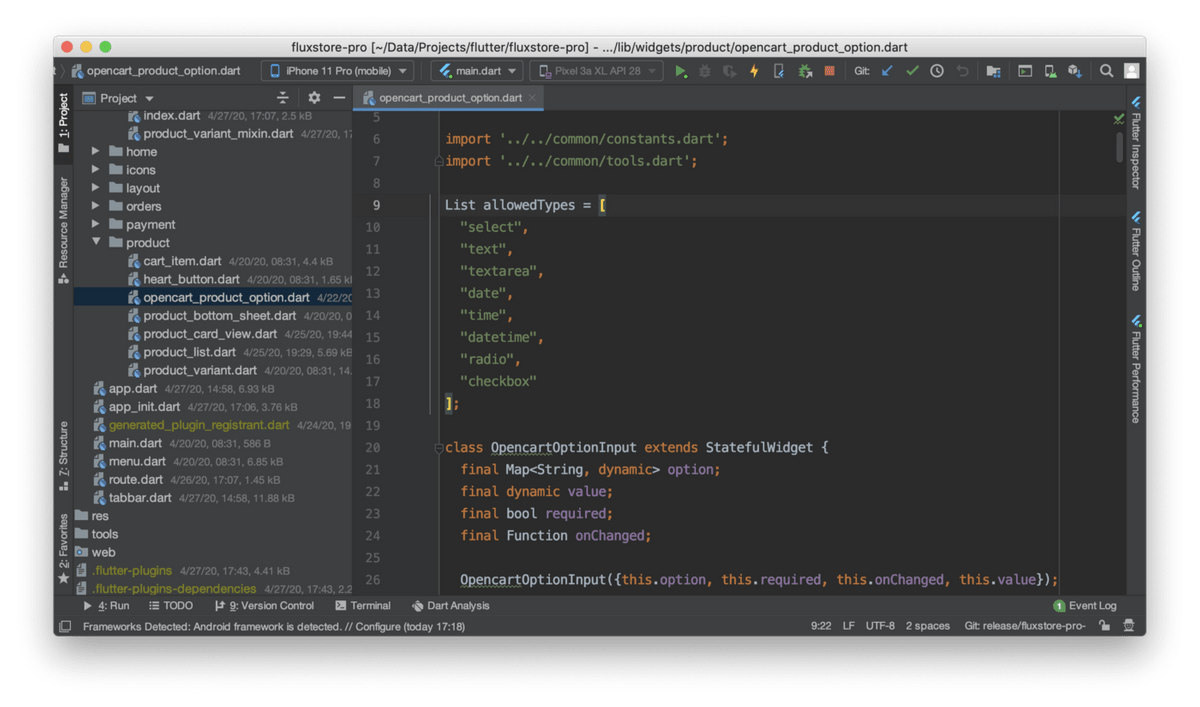 fluxstore-pro [~/Data/Projects/flutter/fluxstore-pro] - .../lib/widgets/product/opencart_product_option.dart
opencart_product_option.dart
iPhone 11 Pro (mobile)
main.dart
Pixel 3a XL API 28
Git:
1: Project
Resource Manager
7: Structure
2: Favorites
Project
index.dart 4/27/20, 17:07, 2.5 kB
product_variant_mixin.dart 4/27/20, 17
home
icons
layout
orders
payment
product
cart_item.dart 4/20/20, 08:31, 4.4 kB
heart_button.dart 4/20/20, 08:31, 1.65 k
opencart_product_option.dart 4/22/20
product_bottom_sheet.dart 4/20/20, 0
product_card_view.dart 4/25/20, 19:44
product_list.dart 4/25/20, 19:29, 5.69 kB
product_variant.dart 4/20/20, 08:31, 14.
app.dart 4/27/20, 14:58, 6.93 kB
app_init.dart 4/27/20, 17:06, 3.76 kB
generated_plugin_registrant.dart 4/24/20, 19
main.dart 4/20/20, 08:31, 586 B
menu.dart 4/20/20, 08:31, 6.85 kB
route.dart 4/26/20, 17:07, 1.45 kB
tabbar.dart 4/27/20, 14:58, 11.88 kB
res
tools
web
.flutter-plugins 4/27/20, 17:43, 4.41 kB
.flutter-plugins-dependencies 4/27/20, 17:43, 2.2
opencart_product_option.dart
5
6 import '../../common/constants.dart';
7 import '../../common/tools.dart';
8
9 List allowedTypes = [
10 "select",
11 "text",
12 "textarea",
13 "date",
14 "time",
15 "datetime",
16 "radio",
17 "checkbox"
18 ];
19
20 class OpencartOptionInput extends StatefulWidget {
21 final Map<String, dynamic> option;
22 final dynamic value;
23 final bool required;
24 final Function onChanged;
25
26 OpencartOptionInput({this.option, this.required, this.onChanged, this.value});
Flutter Inspector
Flutter Outline
Flutter Performance
4: Run
TODO
9: Version Control
Terminal
Dart Analysis
1 Event Log
Frameworks Detected: Android framework is detected. // Configure (today 17:18)
9:22 LF UTF-8 2 spaces Git: release/fluxstore-pro-